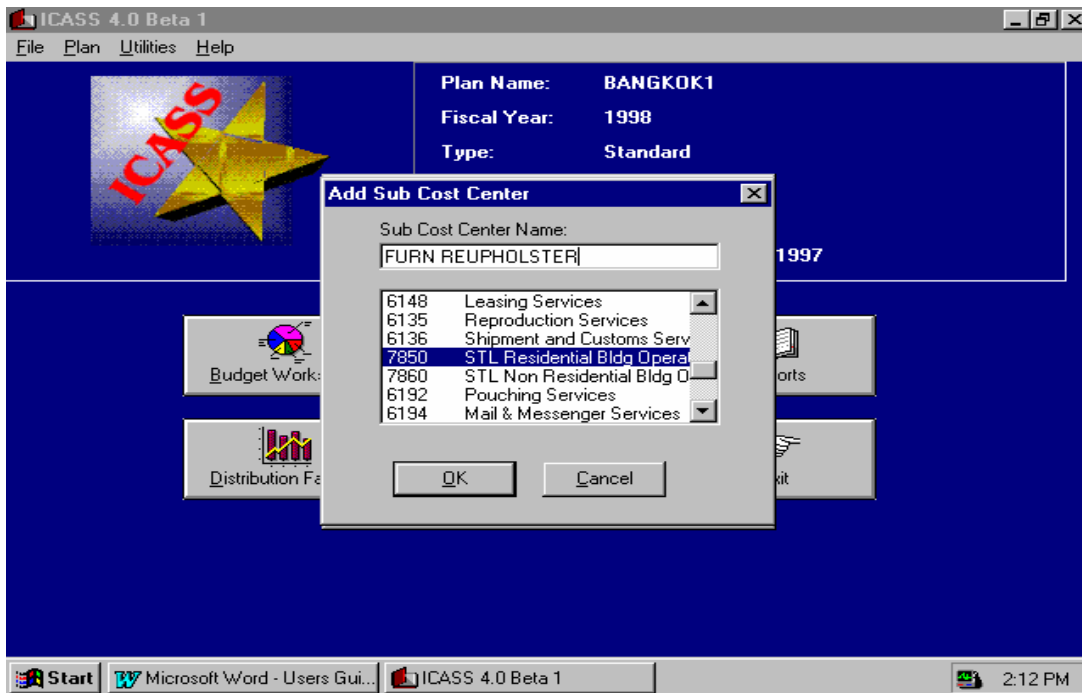 ICASS 4.0 Beta 1
File Plan Utilities Help
ICASS
Plan Name: BANGKOK1
Fiscal Year: 1998
Type: Standard
1997
Add Sub Cost Center
Sub Cost Center Name:
FURN REUPHOLSTER
6148 Leasing Services
6135 Reproduction Services
6136 Shipment and Customs Serv
7850 STL Residential Bldg Operat
7860 STL Non Residential Bldg O
6192 Pouching Services
6194 Mail & Messenger Services
OK Cancel
Budget Work
orts
Distribution Fa
xit
Start Microsoft Word - Users Gui... ICASS 4.0 Beta 1 2:12 PM